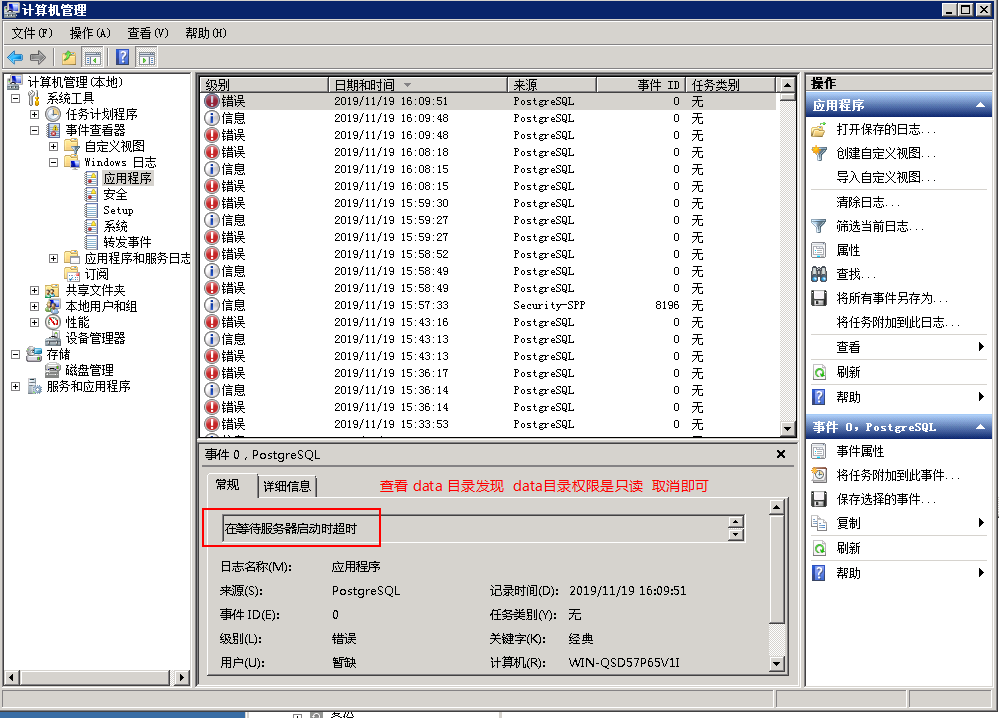 计算机管理
文件(F) 操作(A) 查看(V) 帮助(H)
计算机管理(本地)
系统工具
任务计划程序
事件查看器
自定义视图
Windows 日志
应用程序
安全
Setup
系统
转发事件
应用程序和服务日志
订阅
共享文件夹
本地用户和组
性能
设备管理器
存储
磁盘管理
服务和应用程序
级别 日期和时间 来源 事件 ID 任务类别
错误 2019/11/19 16:09:51 PostgreSQL 0 无
信息 2019/11/19 16:09:48 PostgreSQL 0 无
错误 2019/11/19 16:09:48 PostgreSQL 0 无
错误 2019/11/19 16:08:18 PostgreSQL 0 无
信息 2019/11/19 16:08:15 PostgreSQL 0 无
错误 2019/11/19 16:08:15 PostgreSQL 0 无
错误 2019/11/19 15:59:30 PostgreSQL 0 无
信息 2019/11/19 15:59:27 PostgreSQL 0 无
错误 2019/11/19 15:59:27 PostgreSQL 0 无
错误 2019/11/19 15:58:52 PostgreSQL 0 无
信息 2019/11/19 15:58:49 PostgreSQL 0 无
错误 2019/11/19 15:58:49 PostgreSQL 0 无
信息 2019/11/19 15:57:33 Security-SPP 8196 无
错误 2019/11/19 15:43:16 PostgreSQL 0 无
信息 2019/11/19 15:43:13 PostgreSQL 0 无
错误 2019/11/19 15:43:13 PostgreSQL 0 无
错误 2019/11/19 15:36:17 PostgreSQL 0 无
信息 2019/11/19 15:36:14 PostgreSQL 0 无
错误 2019/11/19 15:36:14 PostgreSQL 0 无
错误 2019/11/19 15:33:53 PostgreSQL 0 无
事件 0，PostgreSQL
常规 详细信息
查看 data 目录发现 data目录权限是只读 取消即可
在等待服务器启动时超时
日志名称(M): 应用程序
来源(S): PostgreSQL 记录时间(D): 2019/11/19 16:09:51
事件 ID(E): 0 任务类别(Y): 无
级别(L): 错误 关键字(K): 经典
用户(U): 暂缺 计算机(R): WIN-QSD57P65V1I
操作
应用程序
打开保存的日志...
创建自定义视图...
导入自定义视图...
清除日志...
筛选当前日志...
属性
查找...
将所有事件另存为...
将任务附加到此日志...
查看
刷新
帮助
事件 0，PostgreSQL
事件属性
将任务附加到此事件...
保存选择的事件...
复制
刷新
帮助